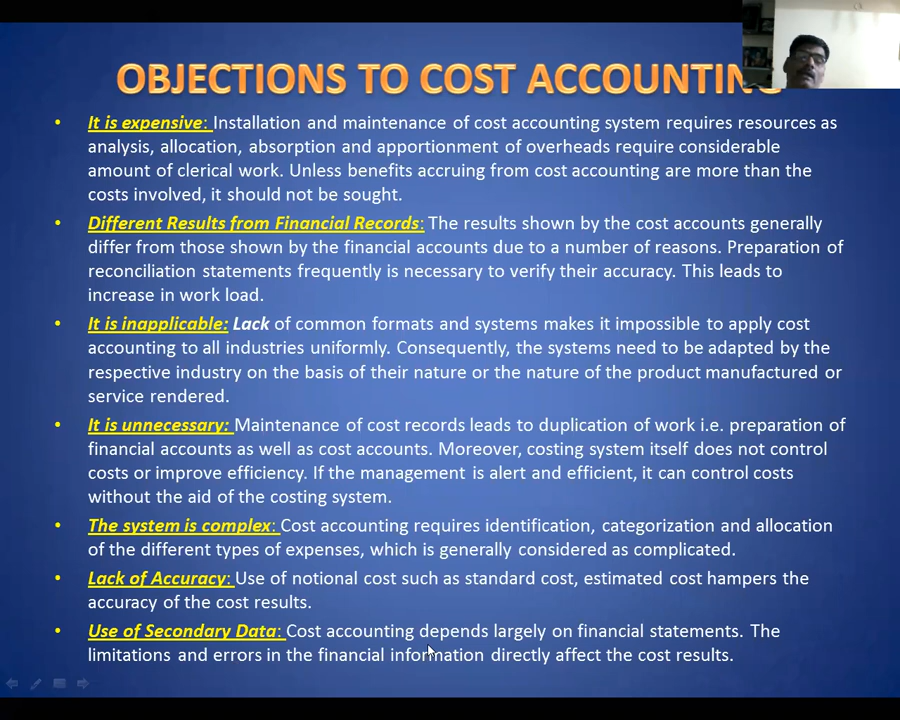 OBJECTIONS TO COST ACCOUNTING
• It is expensive: Installation and maintenance of cost accounting system requires resources as
analysis, allocation, absorption and apportionment of overheads require considerable
amount of clerical work. Unless benefits accruing from cost accounting are more than the
costs involved, it should not be sought.
• Different Results from Financial Records: The results shown by the cost accounts generally
differ from those shown by the financial accounts due to a number of reasons. Preparation of
reconciliation statements frequently is necessary to verify their accuracy. This leads to
increase in work load.
• It is inapplicable: Lack of common formats and systems makes it impossible to apply cost
accounting to all industries uniformly. Consequently, the systems need to be adapted by the
respective industry on the basis of their nature or the nature of the product manufactured or
service rendered.
• It is unnecessary: Maintenance of cost records leads to duplication of work i.e. preparation of
financial accounts as well as cost accounts. Moreover, costing system itself does not control
costs or improve efficiency. If the management is alert and efficient, it can control costs
without the aid of the costing system.
• The system is complex: Cost accounting requires identification, categorization and allocation
of the different types of expenses, which is generally considered as complicated.
• Lack of Accuracy: Use of notional cost such as standard cost, estimated cost hampers the
accuracy of the cost results.
• Use of Secondary Data: Cost accounting depends largely on financial statements. The
limitations and errors in the financial information directly affect the cost results.